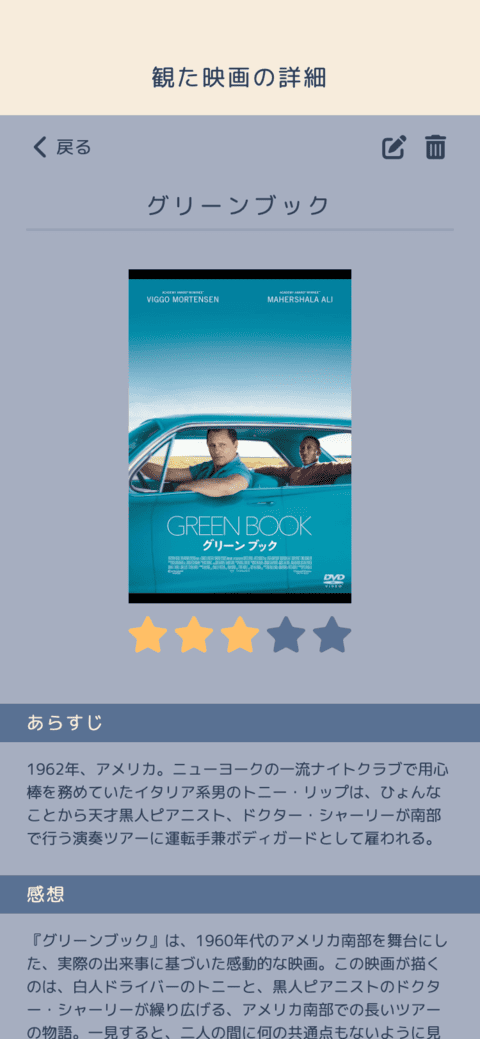 観た映画の詳細
戻る
グリーンブック
VIGGO MORTENSEN
MAHERSHALA ALI
GREEN BOOK
グリーン ブック
DVD
VIDEO
あらすじ
1962年、アメリカ。ニューヨークの一流ナイトクラブで用心
棒を務めていたイタリア系男のトニー・リップは、ひょんな
ことから天才黒人ピアニスト、ドクター・シャーリーが南部
で行う演奏ツアーに運転手兼ボディガードとして雇われる。
感想
『グリーンブック』は、1960年代のアメリカ南部を舞台にし
た、実際の出来事に基づいた感動的な映画。この映画が描く
のは、白人ドライバーのトニーと、黒人ピアニストのドクタ
ー・シャーリーが繰り広げる、アメリカ南部での長いツアー
の物語。一見すると、二人の間に何の共通点もないように見